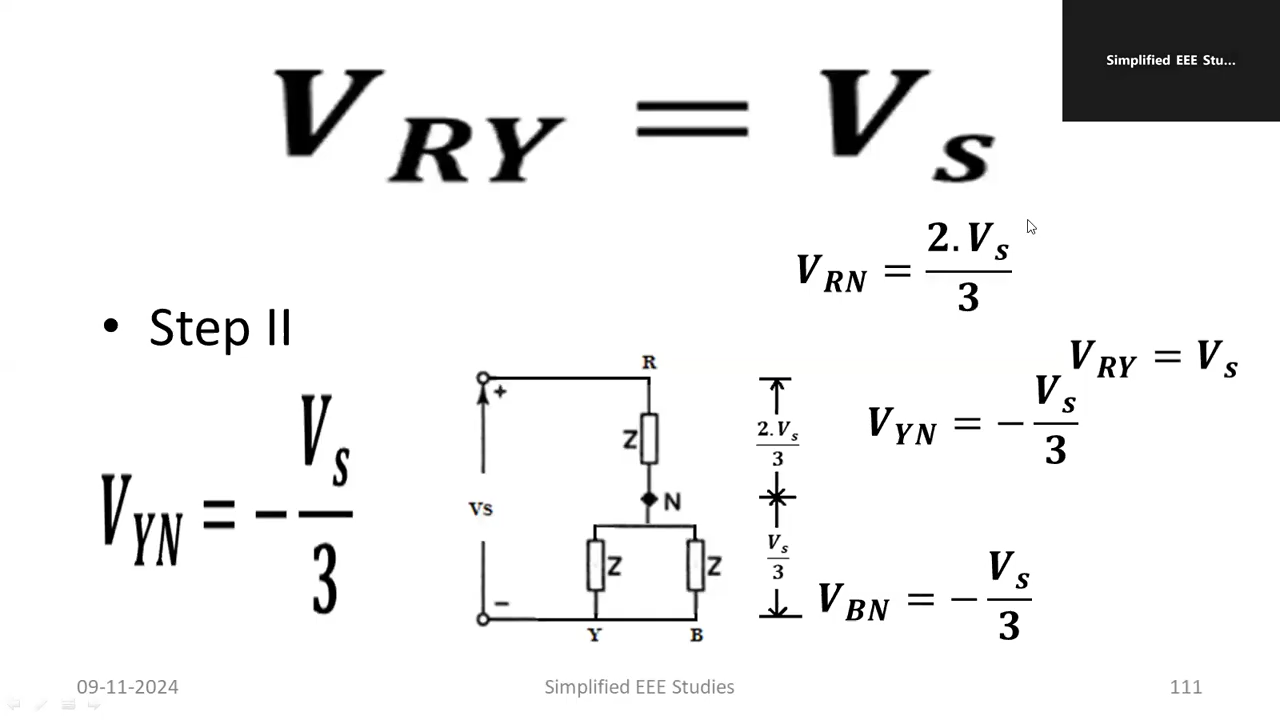 Simplified EEE Stu...
V_RY = V_s
V_RN = 2.V_s / 3
• Step II
V_RY = V_s
V_YN = -V_s / 3
V_YN = -V_s / 3
R
+
Z
2.V_s / 3
N
Vs
Z
Z
V_s / 3
V_BN = -V_s / 3
−
Y
B
09-11-2024
Simplified EEE Studies
111